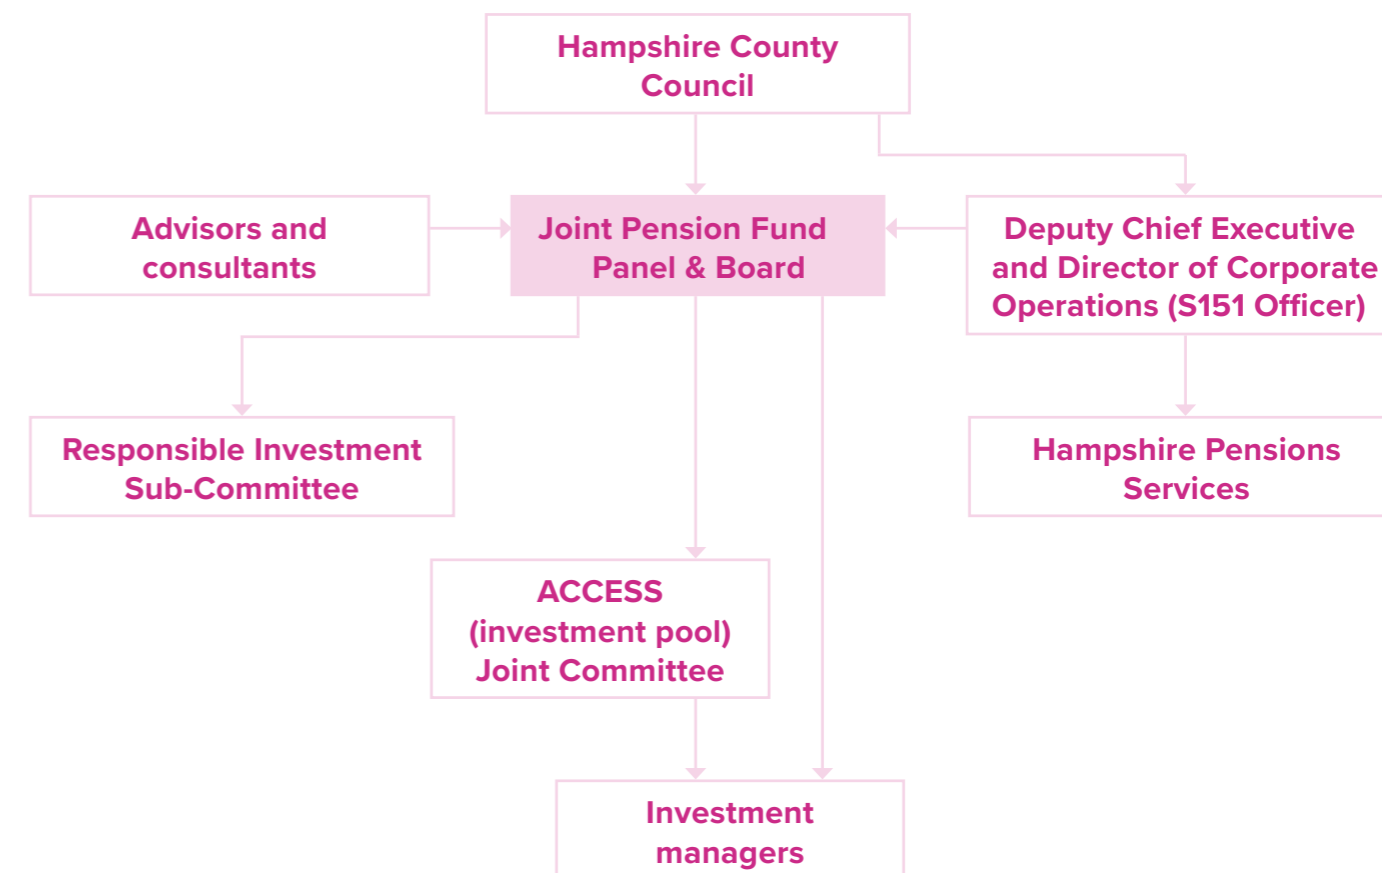 Hampshire County
Council
Advisors and
consultants
Joint Pension Fund
Panel & Board
Deputy Chief Executive
and Director of Corporate
Operations (S151 Officer)
Responsible Investment
Sub-Committee
Hampshire Pensions
Services
ACCESS
(investment pool)
Joint Committee
Investment
managers